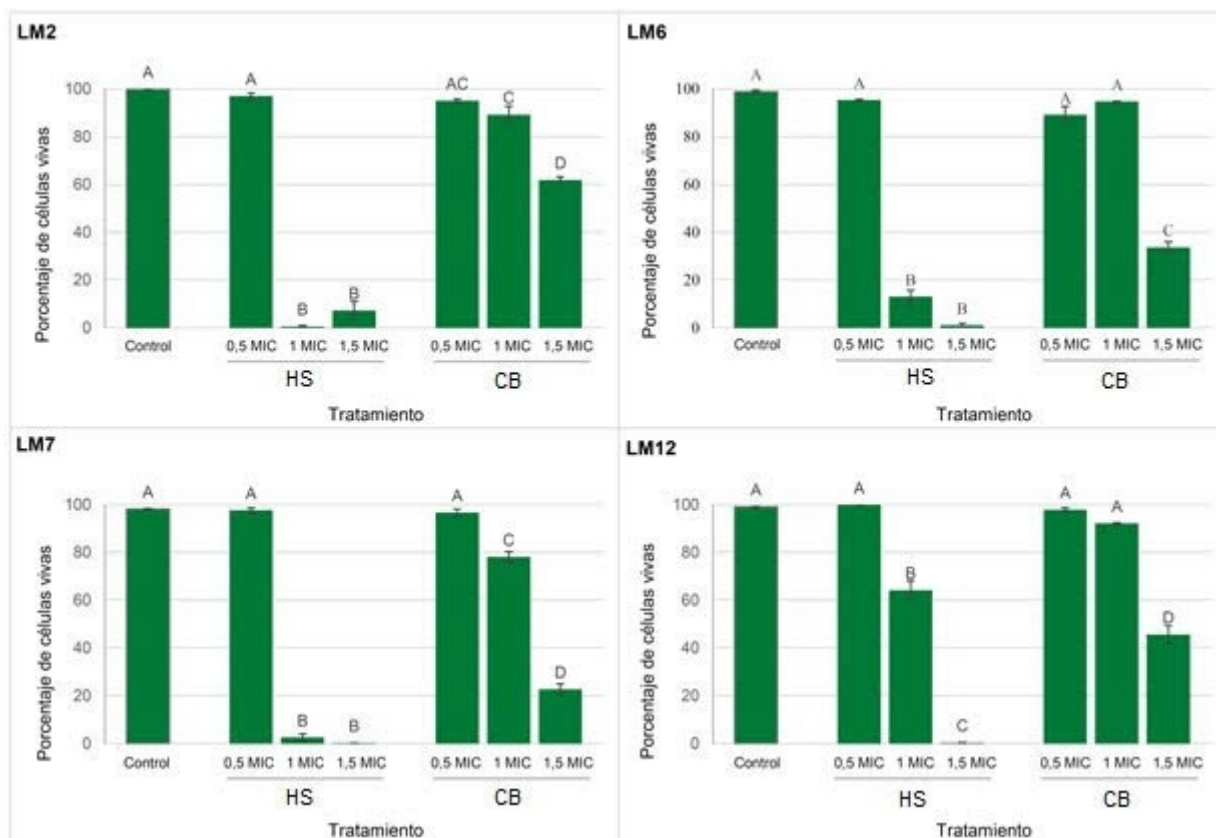 LM2
Porcentaje de células vivas
100
80
60
40
20
0
A A AC C D
B B
Control 0,5 MIC 1 MIC 1,5 MIC 0,5 MIC 1 MIC 1,5 MIC
HS CB
Tratamiento
LM6
Porcentaje de células vivas
100
80
60
40
20
0
A A A A
B B C
Control 0,5 MIC 1 MIC 1,5 MIC 0,5 MIC 1 MIC 1,5 MIC
HS CB
Tratamiento
LM7
Porcentaje de células vivas
100
80
60
40
20
0
A A A C
B B D
Control 0,5 MIC 1 MIC 1,5 MIC 0,5 MIC 1 MIC 1,5 MIC
HS CB
Tratamiento
LM12
Porcentaje de células vivas
100
80
60
40
20
0
A A A A
B C D
Control 0,5 MIC 1 MIC 1,5 MIC 0,5 MIC 1 MIC 1,5 MIC
HS CB
Tratamiento